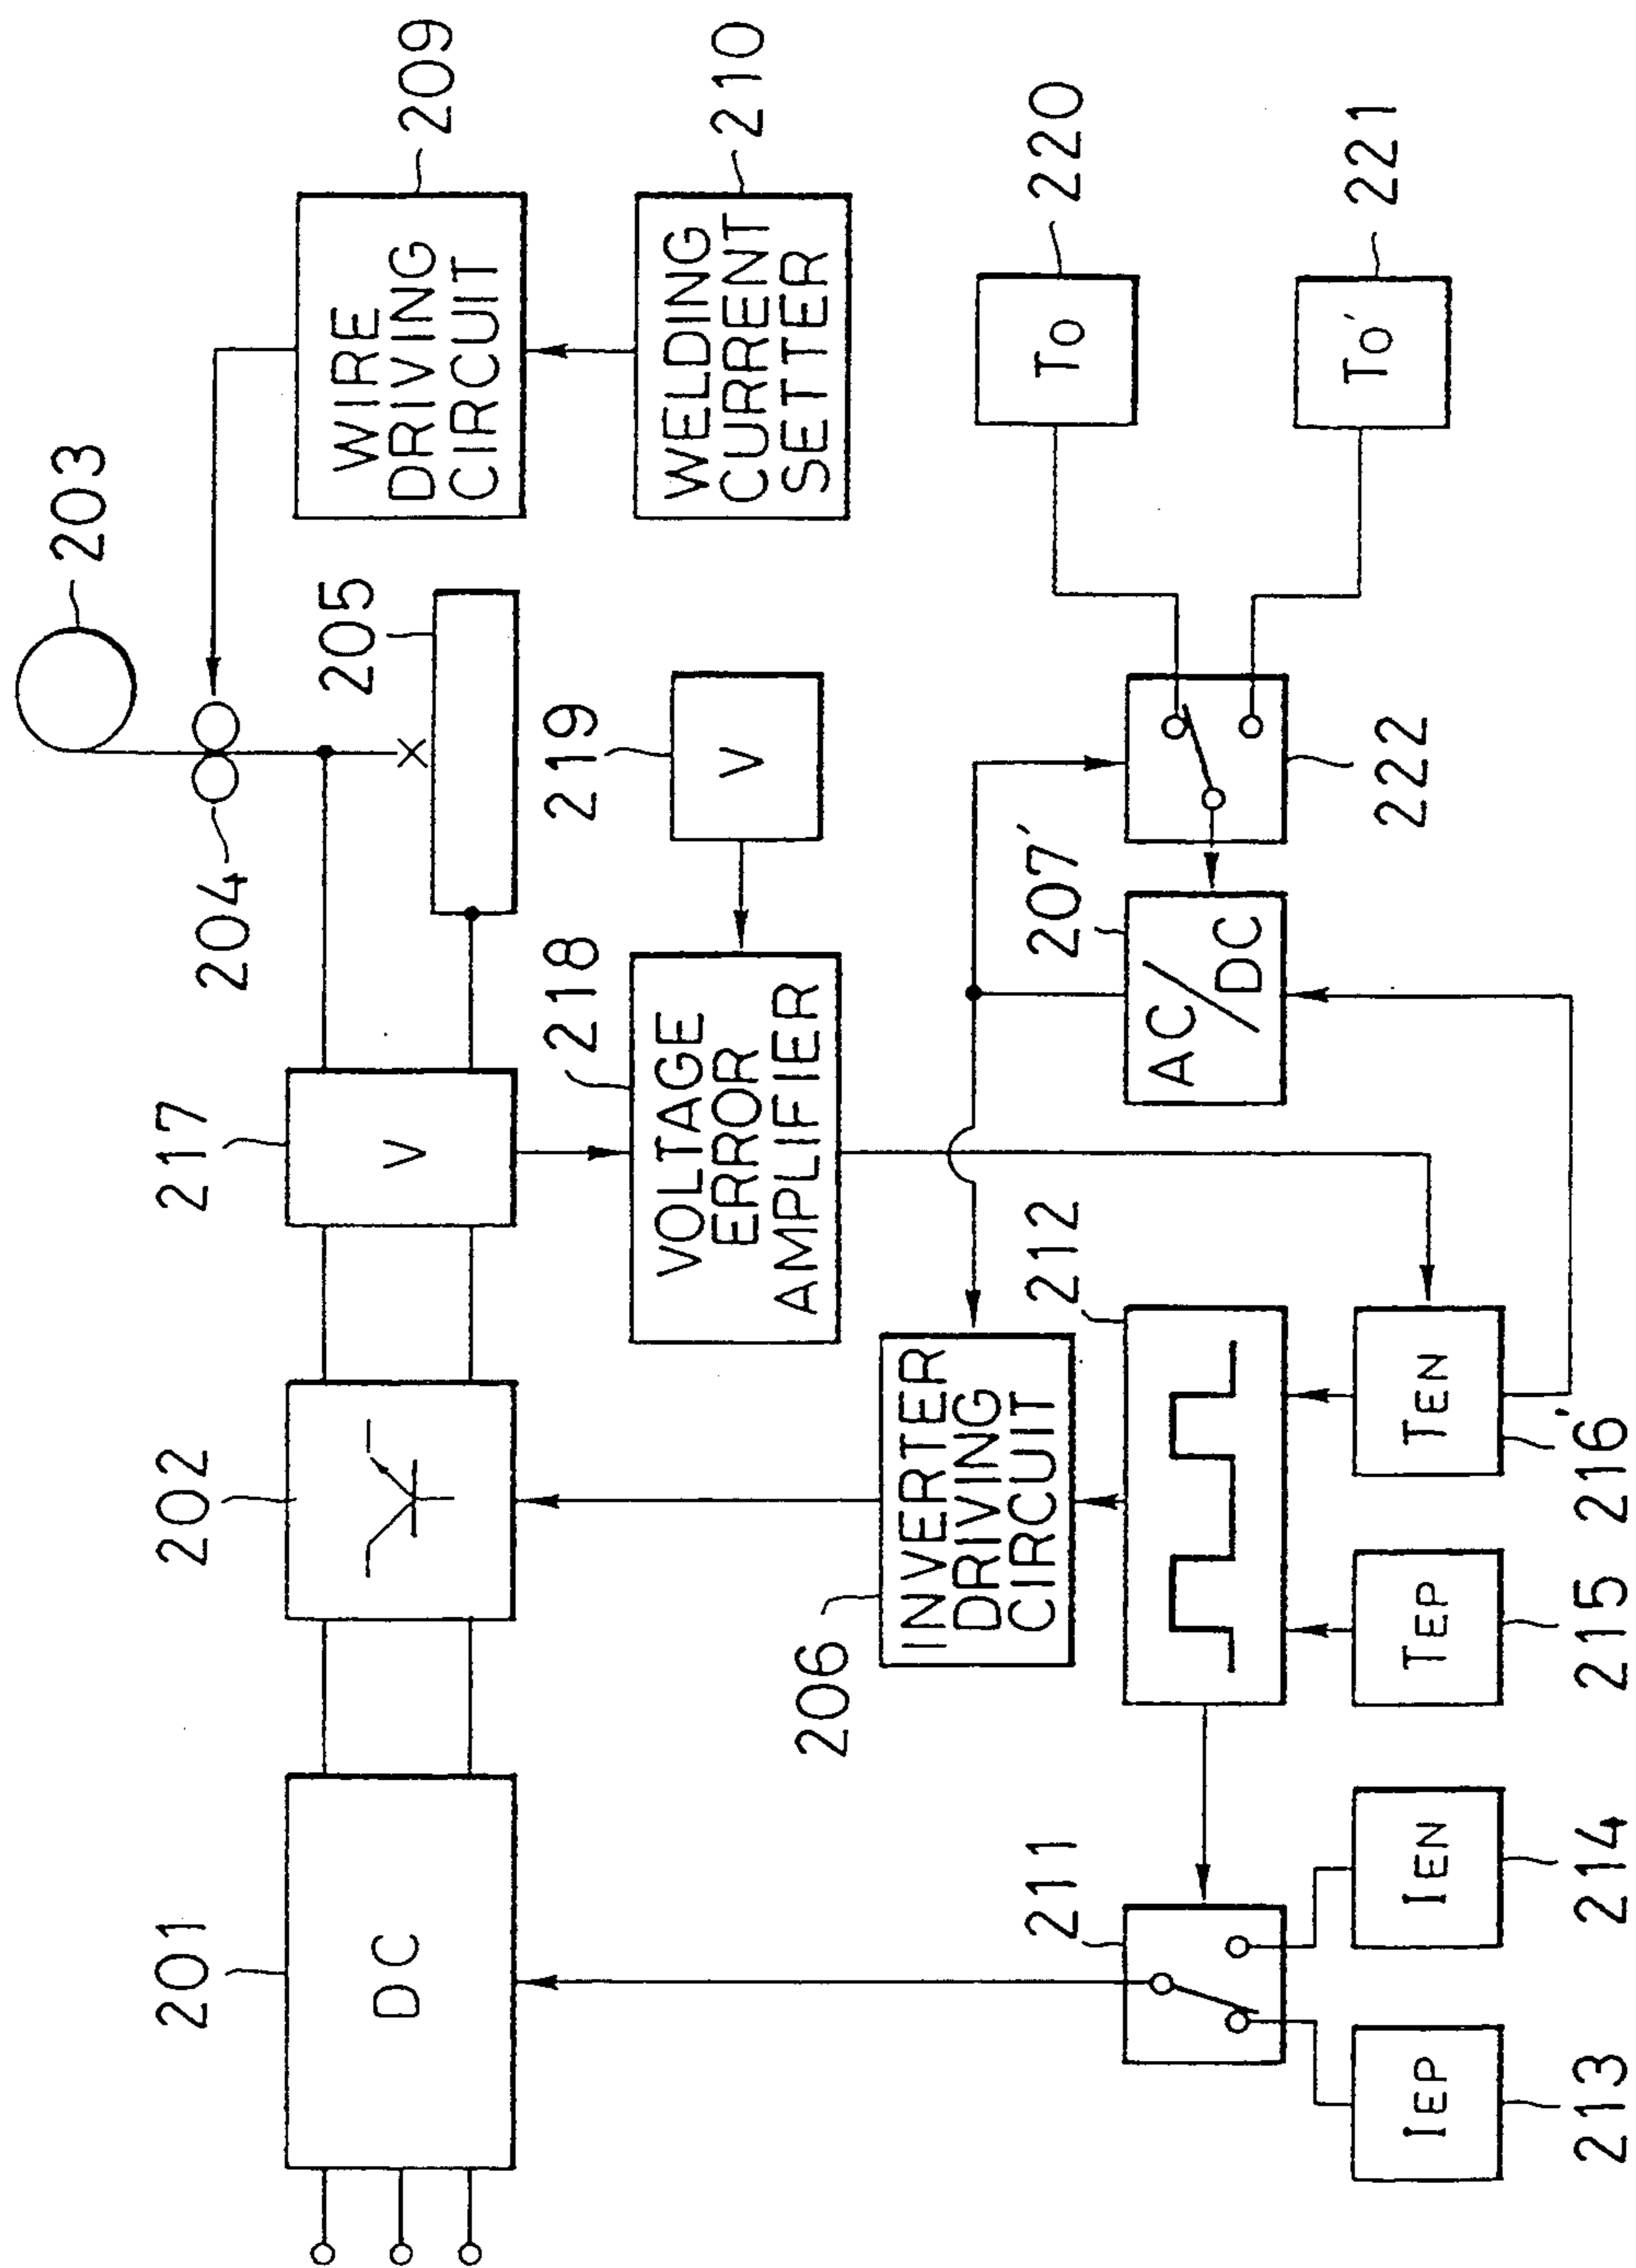 201
DC
202
217
V
203
204
205
WIRE
DRIVING
CIRCUIT
209
WELDING
CURRENT
SETTER
210
218
VOLTAGE
ERROR
AMPLIFIER
219
V
206
INVERTER
DRIVING
CIRCUIT
207'
AC/DC
222
To
220
To'
221
211
212
IEP
213
IEN
214
TEP
215
TEN
216'